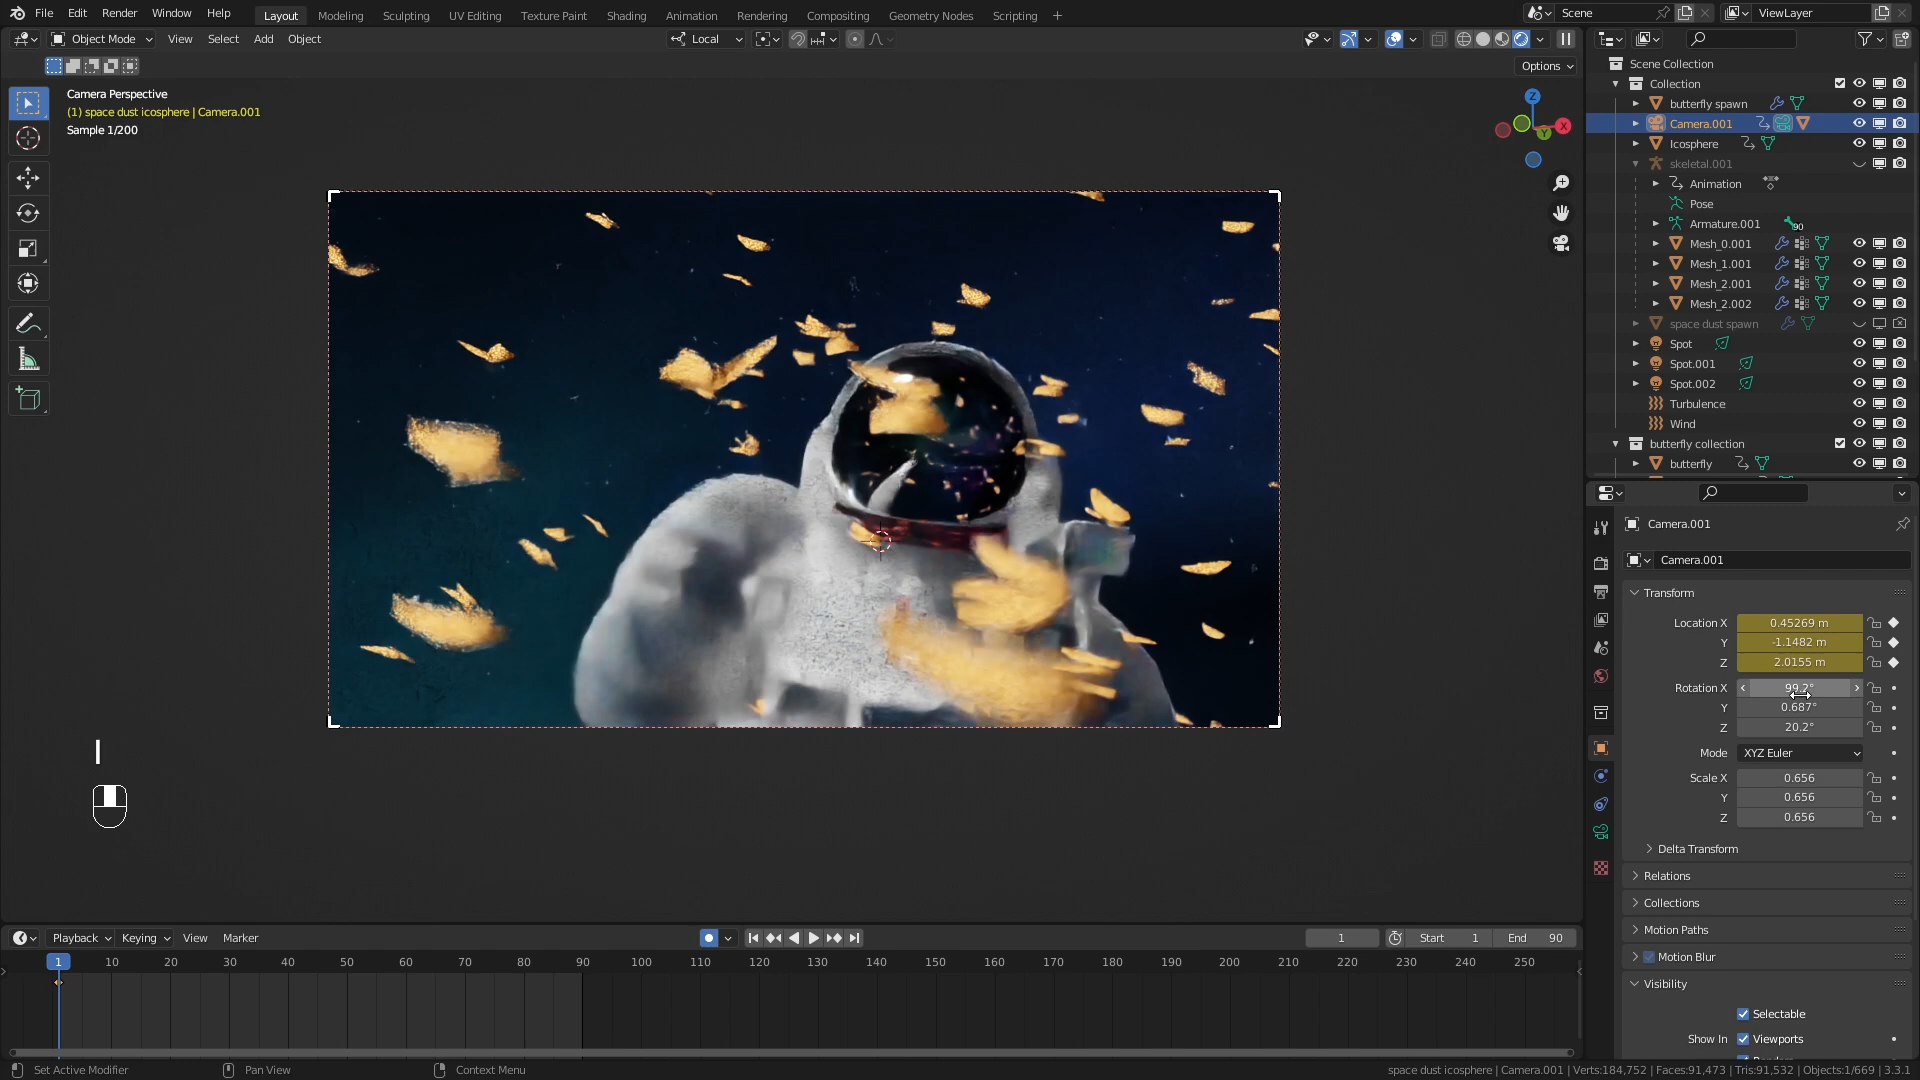 File Edit Render Window Help Layout Modeling Sculpting UV Editing Texture Paint Shading Animation Rendering Compositing Geometry Nodes Scripting + Scene ViewLayer
Object Mode View Select Add Object Local
Options
Camera Perspective
(1) space dust icosphere | Camera.001
Sample 1/200
Z
X
Y
Scene Collection
Collection
butterfly spawn
Camera.001
Icosphere
skeletal.001
Animation
Pose
Armature.001 90
Mesh_0.001
Mesh_1.001
Mesh_2.001
Mesh_2.002
space dust spawn
Spot
Spot.001
Spot.002
Turbulence
Wind
butterfly collection
butterfly
Camera.001
Camera.001
Transform
Location X 0.45269 m
Y -1.1482 m
Z 2.0155 m
Rotation X 99.2°
Y 0.687°
Z 20.2°
Mode XYZ Euler
Scale X 0.656
Y 0.656
Z 0.656
Delta Transform
Relations
Collections
Motion Paths
Motion Blur
Visibility
Selectable
Show In Viewports
I
Playback Keying View Marker 1 Start 1 End 90
1 10 20 30 40 50 60 70 80 90 100 110 120 130 140 150 160 170 180 190 200 210 220 230 240 250
Set Active Modifier Pan View Context Menu space dust icosphere | Camera.001 | Verts:184,752 | Faces:91,473 | Tris:91,532 | Objects:1/669 | 3.3.1